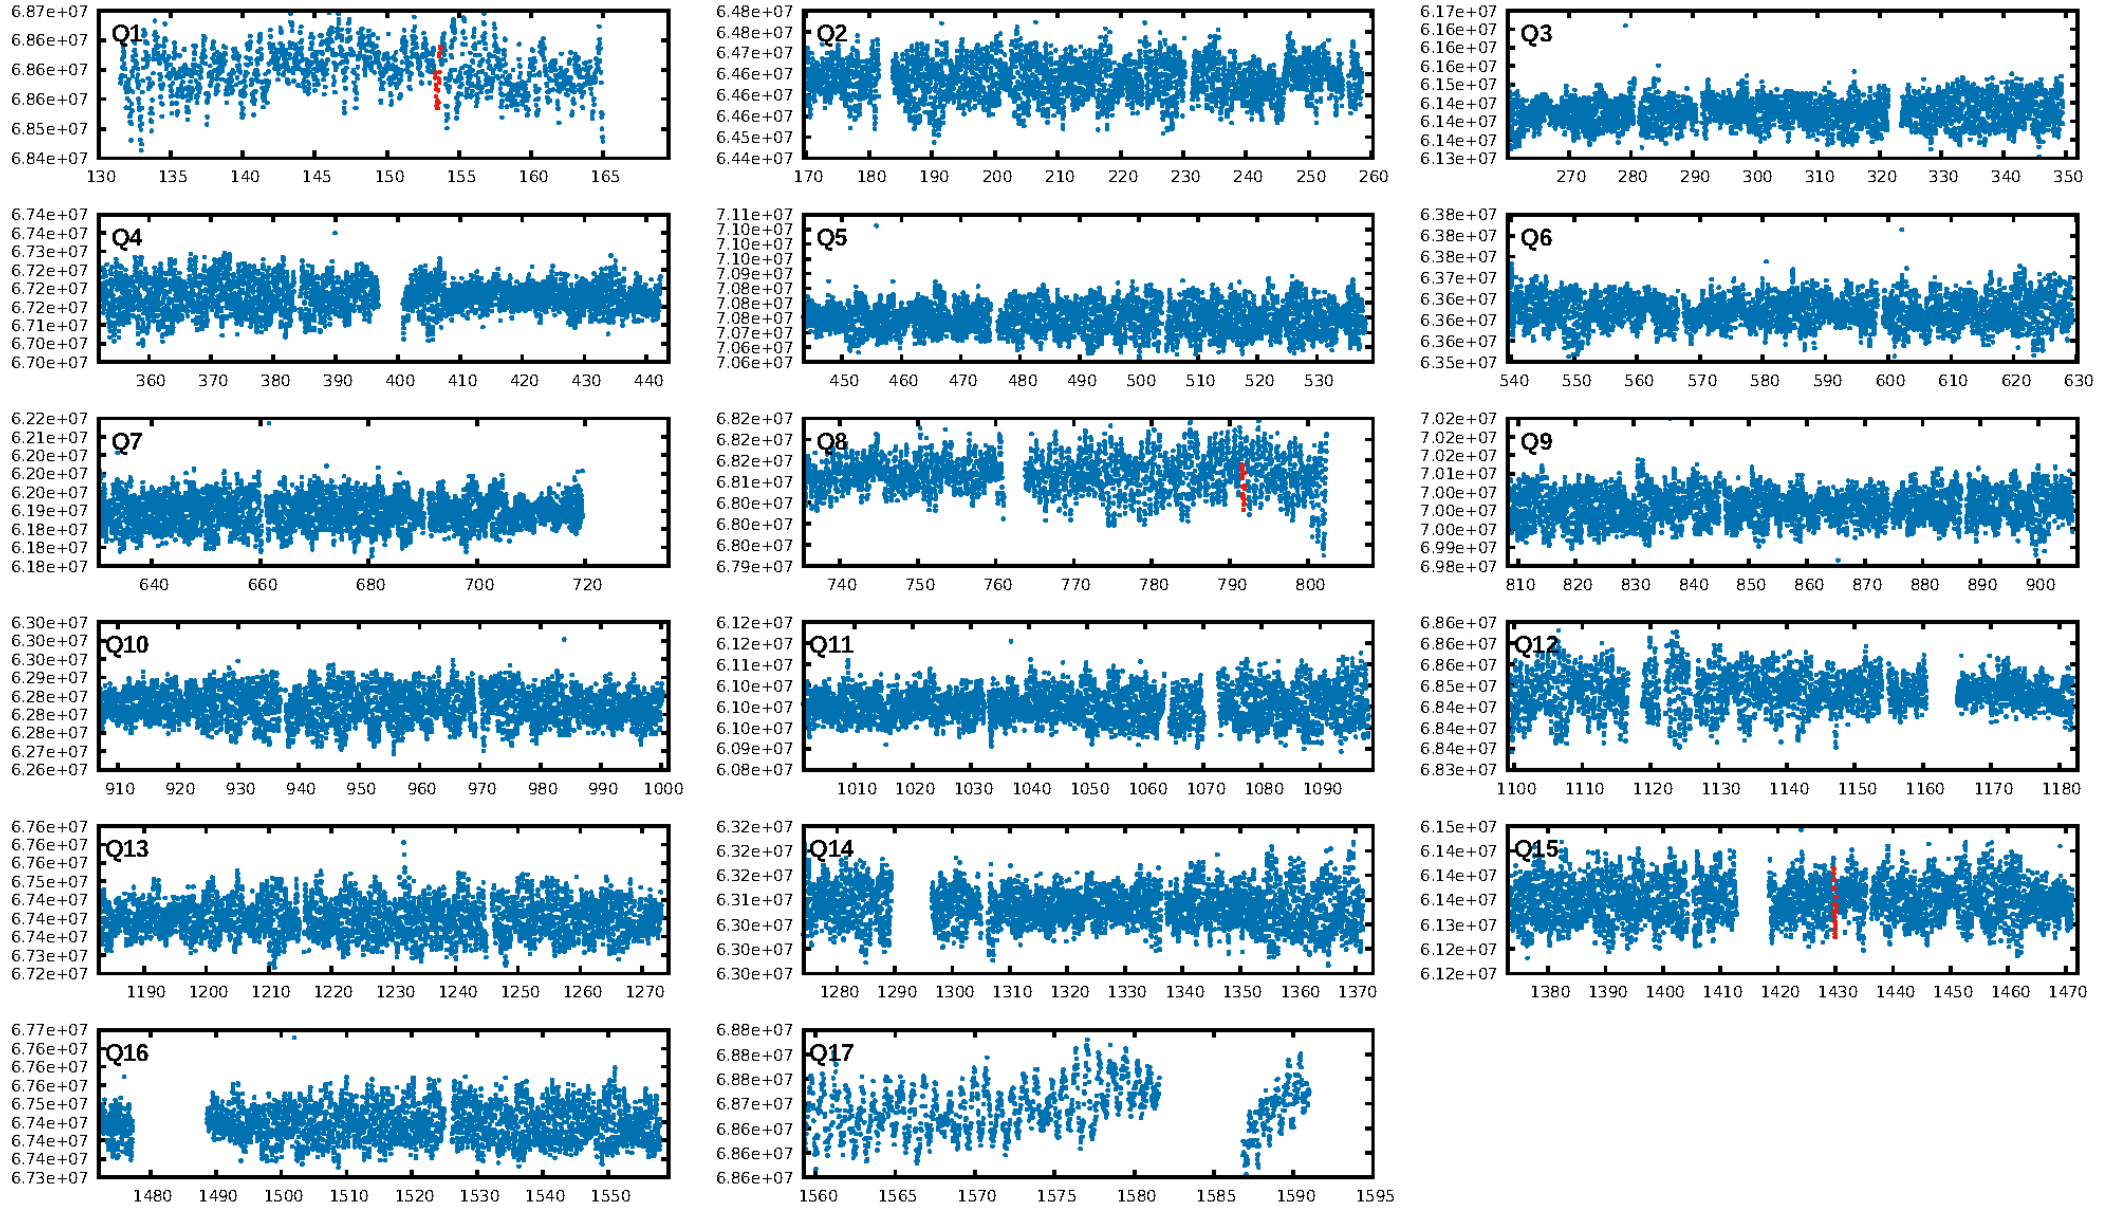 6.87e+07
6.86e+07
6.86e+07
6.86e+07
6.85e+07
6.84e+07
Q1
130 135 140 145 150 155 160 165
6.48e+07
6.48e+07
6.47e+07
6.46e+07
6.46e+07
6.46e+07
6.45e+07
6.44e+07
Q2
170 180 190 200 210 220 230 240 250 260
6.17e+07
6.16e+07
6.16e+07
6.16e+07
6.15e+07
6.14e+07
6.14e+07
6.14e+07
6.13e+07
Q3
270 280 290 300 310 320 330 340 350
6.74e+07
6.74e+07
6.73e+07
6.72e+07
6.72e+07
6.72e+07
6.71e+07
6.70e+07
6.70e+07
Q4
360 370 380 390 400 410 420 430 440
7.11e+07
7.10e+07
7.10e+07
7.10e+07
7.09e+07
7.08e+07
7.08e+07
7.08e+07
7.07e+07
7.06e+07
7.06e+07
Q5
450 460 470 480 490 500 510 520 530
6.38e+07
6.38e+07
6.38e+07
6.37e+07
6.36e+07
6.36e+07
6.36e+07
6.35e+07
Q6
540 550 560 570 580 590 600 610 620 630
6.22e+07
6.21e+07
6.20e+07
6.20e+07
6.20e+07
6.19e+07
6.18e+07
6.18e+07
6.18e+07
Q7
640 660 680 700 720
6.82e+07
6.82e+07
6.82e+07
6.81e+07
6.80e+07
6.80e+07
6.80e+07
6.79e+07
Q8
740 750 760 770 780 790 800
7.02e+07
7.02e+07
7.02e+07
7.01e+07
7.00e+07
7.00e+07
7.00e+07
6.99e+07
6.98e+07
Q9
810 820 830 840 850 860 870 880 890 900
6.30e+07
6.30e+07
6.30e+07
6.29e+07
6.28e+07
6.28e+07
6.28e+07
6.27e+07
6.26e+07
Q10
910 920 930 940 950 960 970 980 990 1000
6.12e+07
6.12e+07
6.11e+07
6.10e+07
6.10e+07
6.10e+07
6.09e+07
6.08e+07
Q11
1010 1020 1030 1040 1050 1060 1070 1080 1090
6.86e+07
6.86e+07
6.86e+07
6.85e+07
6.84e+07
6.84e+07
6.84e+07
6.83e+07
Q12
1100 1110 1120 1130 1140 1150 1160 1170 1180
6.76e+07
6.76e+07
6.76e+07
6.75e+07
6.74e+07
6.74e+07
6.74e+07
6.73e+07
6.72e+07
Q13
1190 1200 1210 1220 1230 1240 1250 1260 1270
6.32e+07
6.32e+07
6.32e+07
6.31e+07
6.30e+07
6.30e+07
6.30e+07
Q14
1280 1290 1300 1310 1320 1330 1340 1350 1360 1370
6.15e+07
6.14e+07
6.14e+07
6.14e+07
6.13e+07
6.12e+07
6.12e+07
Q15
1380 1390 1400 1410 1420 1430 1440 1450 1460 1470
6.77e+07
6.76e+07
6.76e+07
6.76e+07
6.75e+07
6.74e+07
6.74e+07
6.74e+07
6.73e+07
Q16
1480 1490 1500 1510 1520 1530 1540 1550
6.88e+07
6.88e+07
6.88e+07
6.87e+07
6.86e+07
6.86e+07
6.86e+07
Q17
1560 1565 1570 1575 1580 1585 1590 1595